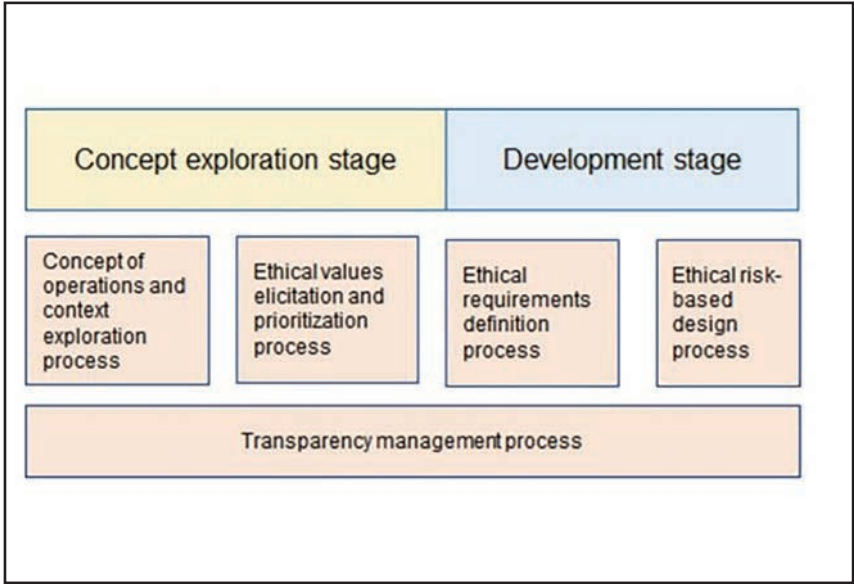 Concept exploration stage
Development stage
Concept of
operations and
context
exploration
process
Ethical values
elicitation and
prioritization
process
Ethical
requirements
definition
process
Ethical risk-
based
design
process
Transparency management process